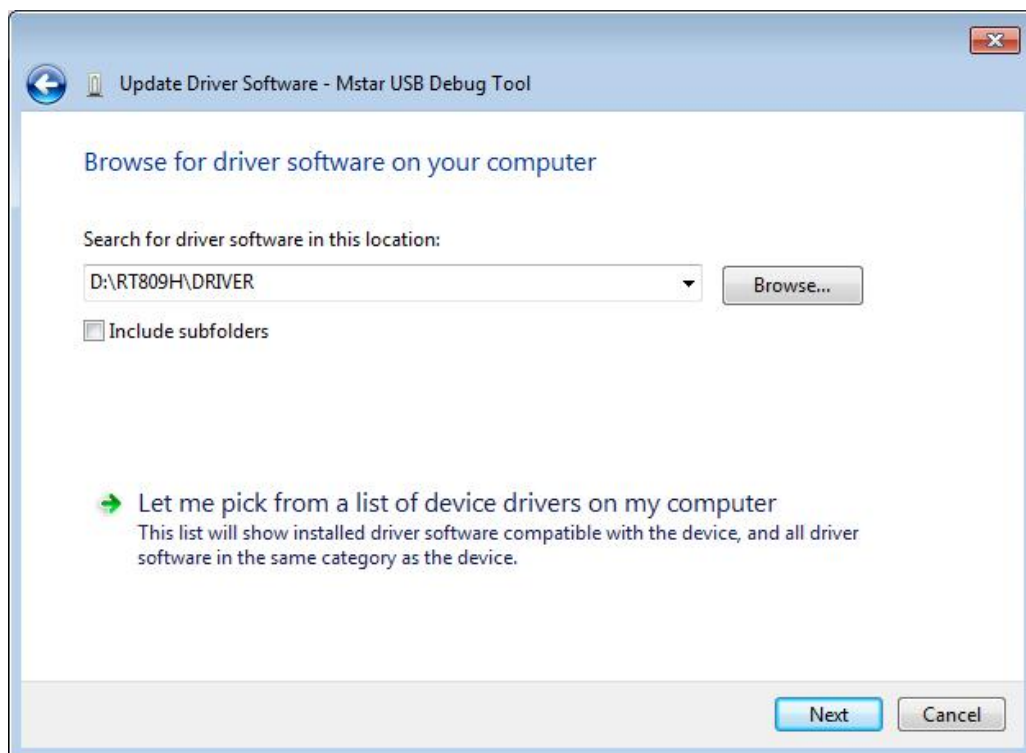 Update Driver Software - Mstar USB Debug Tool
Browse for driver software on your computer
Search for driver software in this location:
D:\RT809H\DRIVER
Browse...
Include subfolders
Let me pick from a list of device drivers on my computer
This list will show installed driver software compatible with the device, and all driver
software in the same category as the device.
Next
Cancel